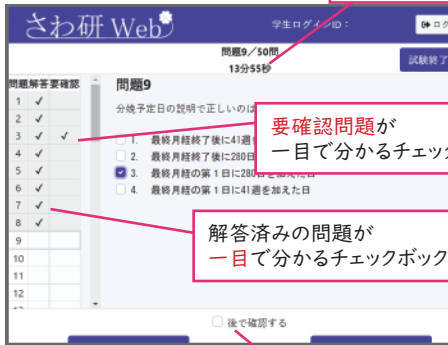 さわ研 Web
学生ログインID：
ログ
問題9／50問
13分55秒
試験終了
問題解答要確認
1 ✓
2 ✓
3 ✓ ✓
4 ✓
5 ✓
6 ✓
7 ✓
8 ✓
9
10
11
12
問題9
分娩予定日の説明で正しいのは
1. 最終月経終了後に41週
2. 最終月経終了後に280日
3. 最終月経の第1日に280日を加えた日
4. 最終月経の第1日に41週を加えた日
要確認問題が
一目で分かるチェック
解答済みの問題が
一目で分かるチェックボック
後で確認する